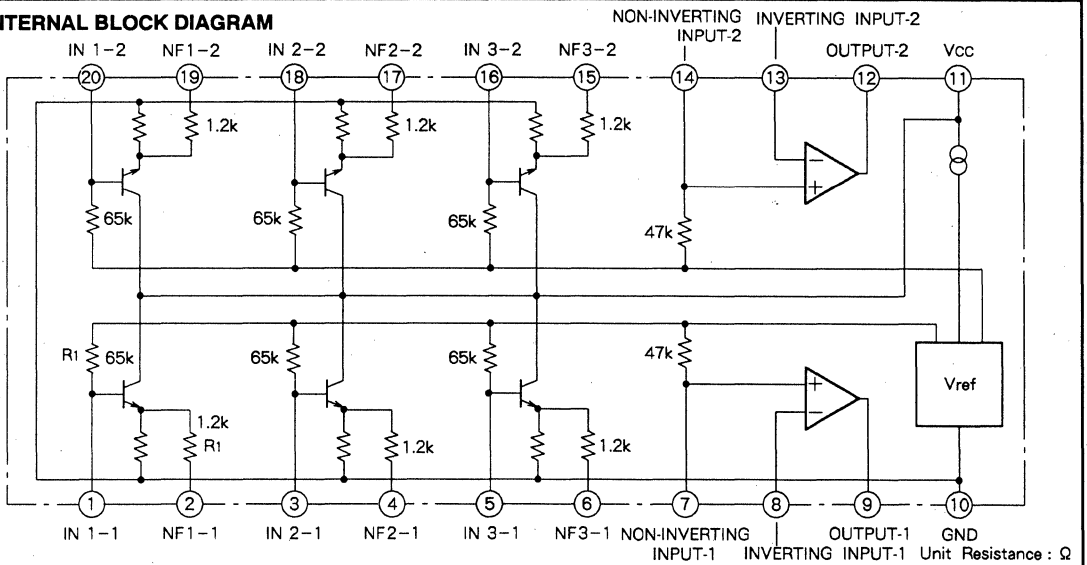 NTERNAL BLOCK DIAGRAM
NON-INVERTING INPUT-2
INVERTING INPUT-2
IN 1-2
NF1-2
IN 2-2
NF2-2
IN 3-2
NF3-2
OUTPUT-2
Vcc
20
19
18
17
16
15
14
13
12
11
1.2k
1.2k
1.2k
−
+
65k
65k
65k
47k
R1
65k
65k
65k
47k
Vref
+
−
1.2k
R1
1.2k
1.2k
1
2
3
4
5
6
7
8
9
10
IN 1-1
NF1-1
IN 2-1
NF2-1
IN 3-1
NF3-1
NON-INVERTING INPUT-1
INVERTING INPUT-1
OUTPUT-1
GND
Unit Resistance : Ω